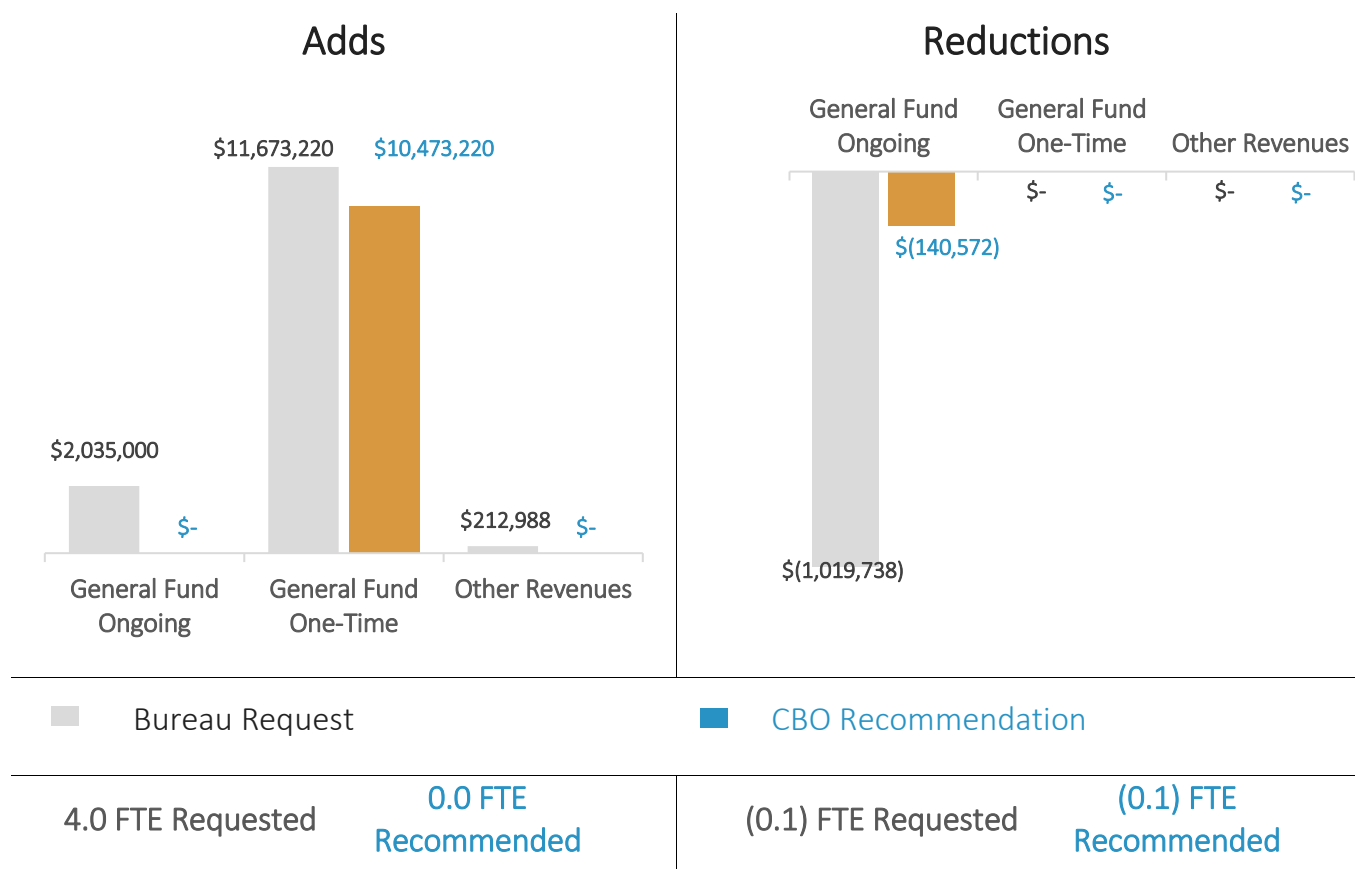 Adds
$11,673,220
$10,473,220
$2,035,000
$-
$212,988
$-
General Fund
Ongoing
General Fund
One-Time
Other Revenues
Reductions
General Fund
Ongoing
General Fund
One-Time
Other Revenues
$-
$-
$-
$-
$(140,572)
$(1,019,738)
Bureau Request
CBO Recommendation
4.0 FTE Requested
0.0 FTE
Recommended
(0.1) FTE Requested
(0.1) FTE
Recommended